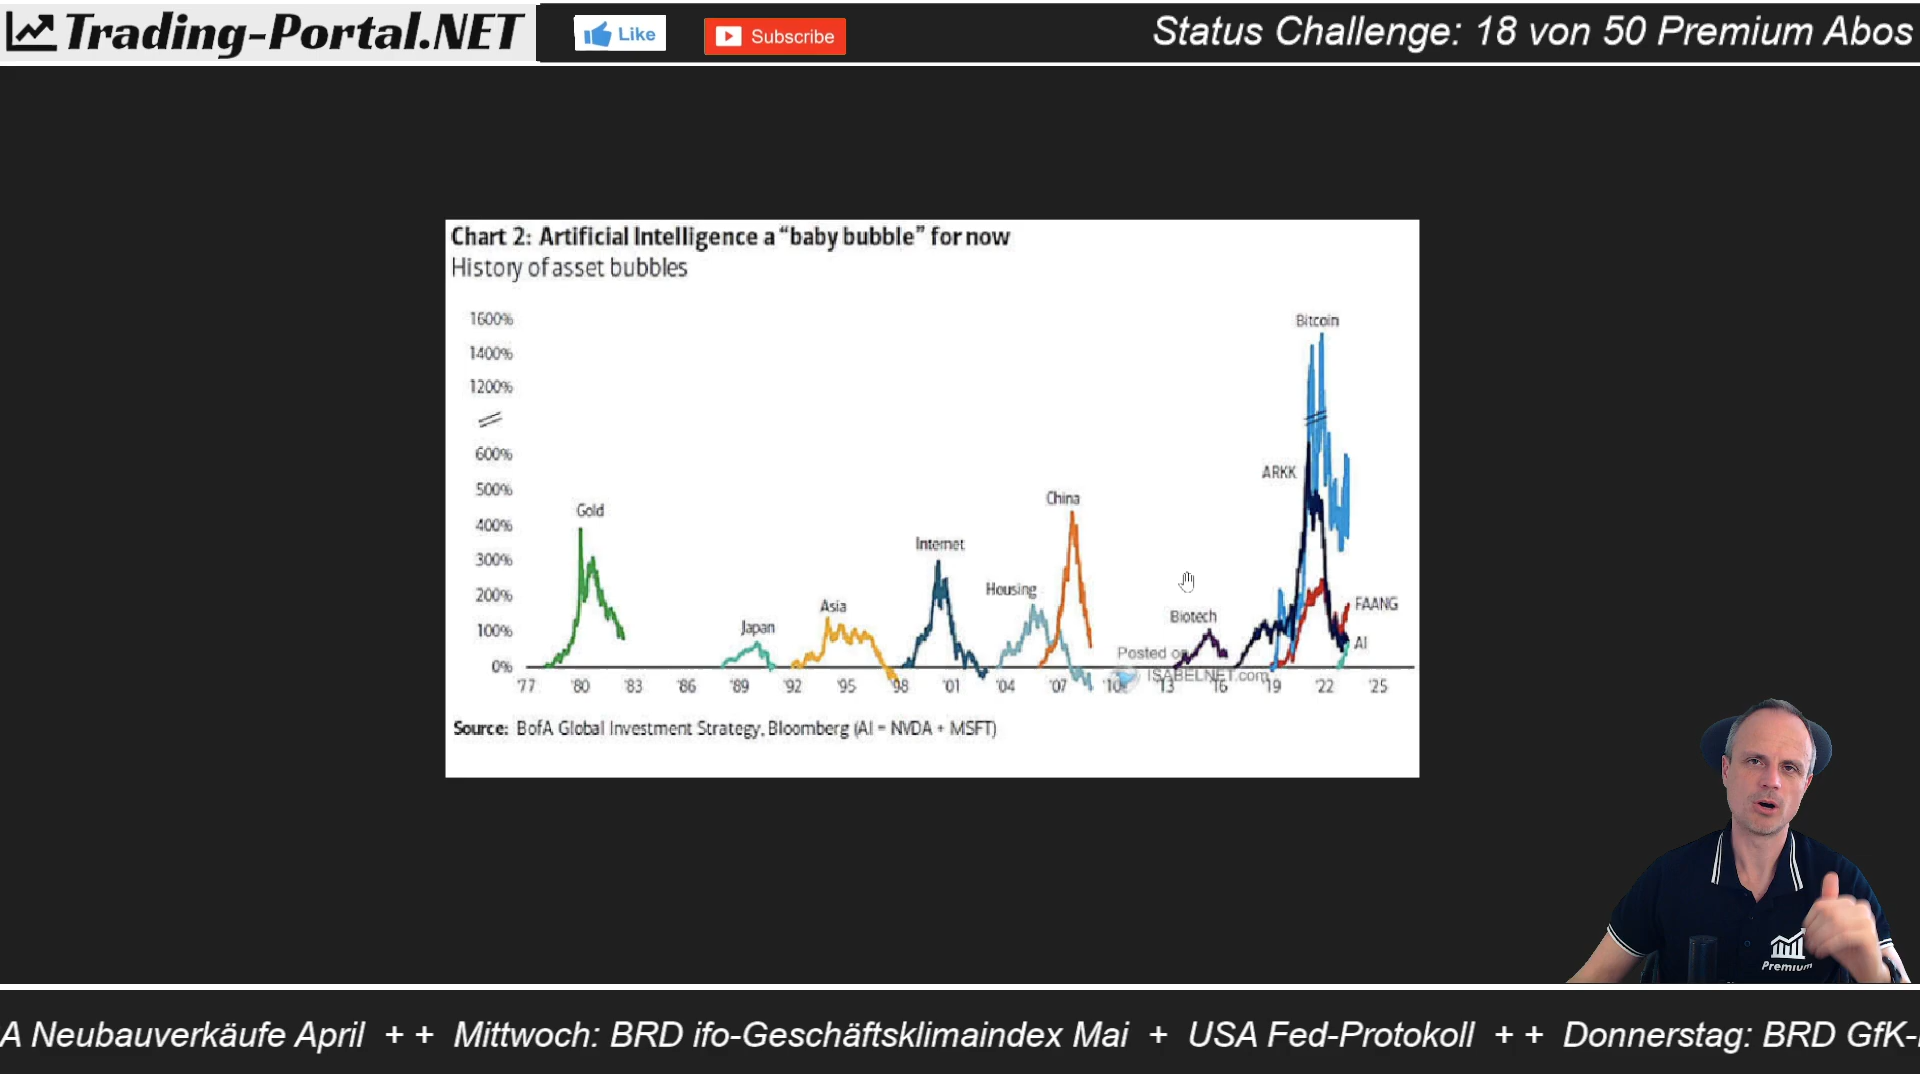 Trading-Portal.NET
Like
Subscribe
Status Challenge: 18 von 50 Premium Abos
Chart 2: Artificial Intelligence a “baby bubble” for now
History of asset bubbles
1600%
1400%
1200%
600%
500%
400%
300%
200%
100%
0%
Gold
Japan
Asia
Internet
Housing
China
Biotech
Bitcoin
ARKK
FAANG
AI
Posted on
ISABELNET.com
'77 '80 '83 '86 '89 '92 '95 '98 '01 '04 '07 '10 '13 '16 '19 '22 '25
Source: BofA Global Investment Strategy, Bloomberg (AI = NVDA + MSFT)
Premium
A Neubauverkäufe April + + Mittwoch: BRD ifo-Geschäftsklimaindex Mai + USA Fed-Protokoll + + Donnerstag: BRD GfK-